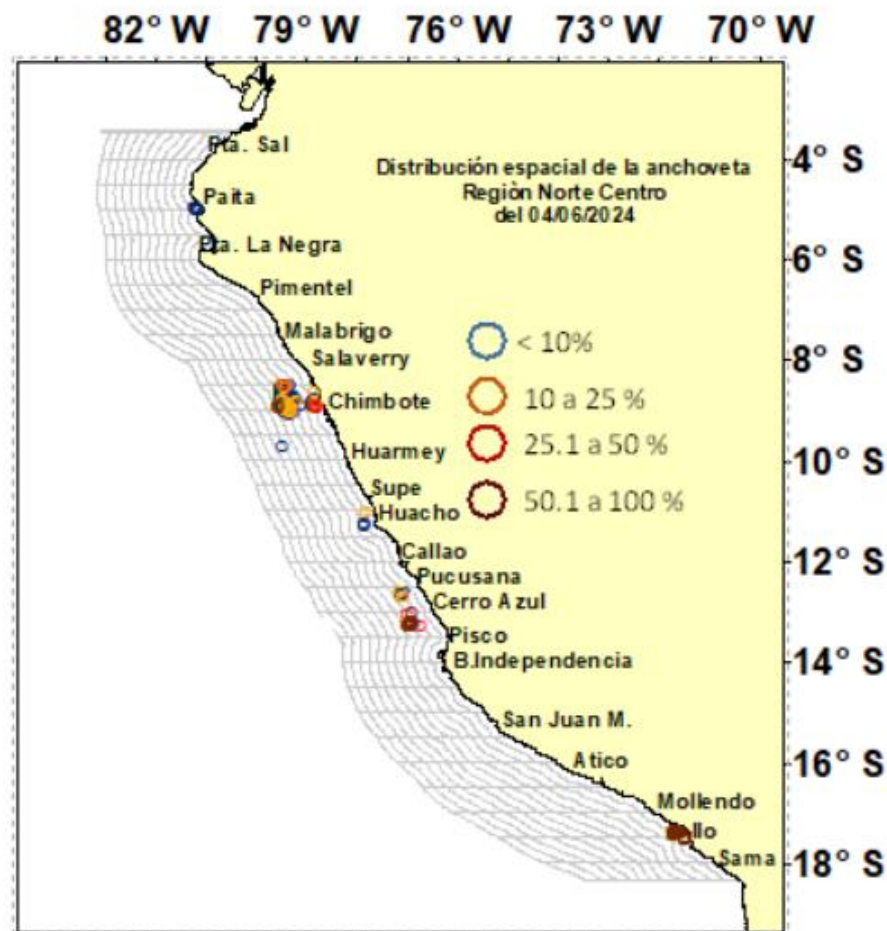 82° W 79° W 76° W 73° W 70° W
Pta. Sal
4° S
Distribución espacial de la anchoveta
Regiòn Norte Centro
del 04/06/2024
Paita
Pta. La Negra
6° S
Pimentel
Malabrigo
< 10%
Salaverry
8° S
Chimbote
10 a 25 %
Huarmey
25.1 a 50 %
10° S
Supe
50.1 a 100 %
Huacho
Callao
12° S
Pucusana
Cerro Azul
Pisco
B.Independencia
14° S
San Juan M.
Atico
16° S
Mollendo
Sama
18° S